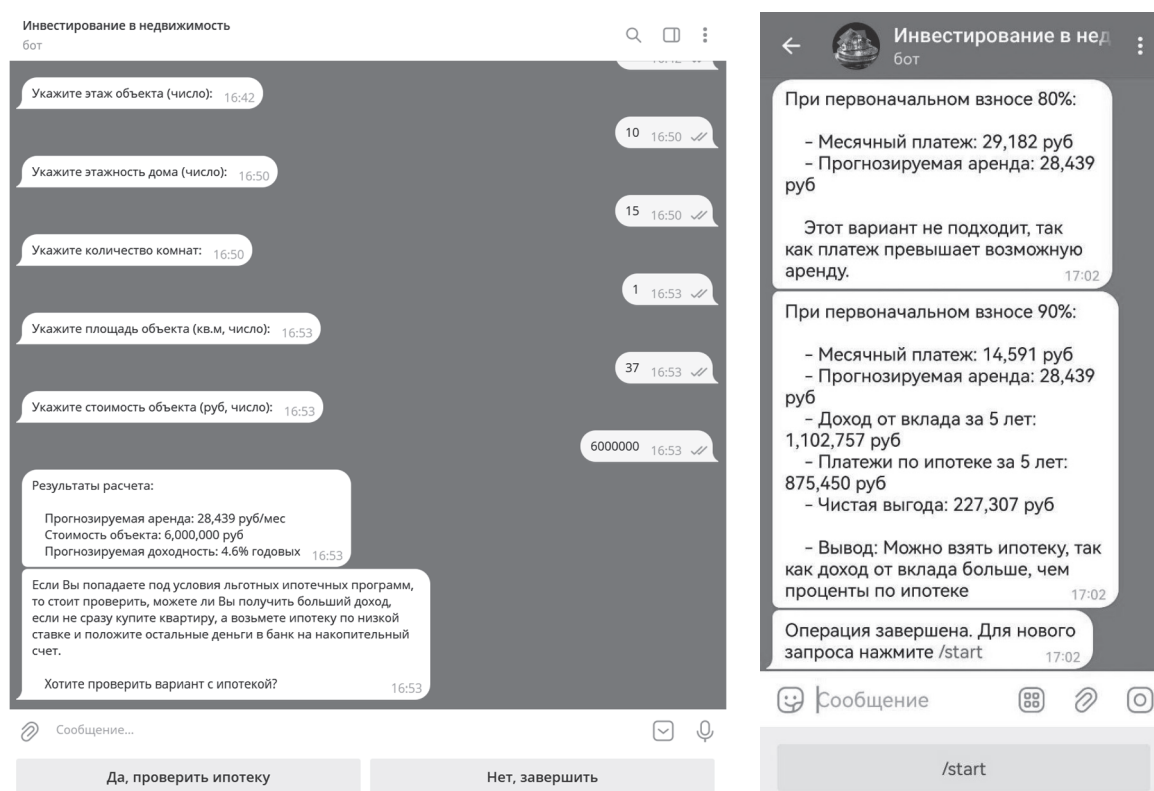 Инвестирование в недвижимость
бот
Укажите этаж объекта (число): 16:42
10 16:50
Укажите этажность дома (число): 16:50
15 16:50
Укажите количество комнат: 16:50
1 16:53
Укажите площадь объекта (кв.м, число): 16:53
37 16:53
Укажите стоимость объекта (руб, число): 16:53
6000000 16:53
Результаты расчета:
Прогнозируемая аренда: 28,439 руб/мес
Стоимость объекта: 6,000,000 руб
Прогнозируемая доходность: 4.6% годовых 16:53
Если Вы попадаете под условия льготных ипотечных программ,
то стоит проверить, можете ли Вы получить больший доход,
если не сразу купите квартиру, а возьмете ипотеку по низкой
ставке и положите остальные деньги в банк на накопительный
счет.
Хотите проверить вариант с ипотекой? 16:53
Сообщение...
Да, проверить ипотеку
Нет, завершить
Инвестирование в нед
бот
При первоначальном взносе 80%:
– Месячный платеж: 29,182 руб
– Прогнозируемая аренда: 28,439
руб
Этот вариант не подходит, так
как платеж превышает возможную
аренду. 17:02
При первоначальном взносе 90%:
– Месячный платеж: 14,591 руб
– Прогнозируемая аренда: 28,439
руб
– Доход от вклада за 5 лет:
1,102,757 руб
– Платежи по ипотеке за 5 лет:
875,450 руб
– Чистая выгода: 227,307 руб
– Вывод: Можно взять ипотеку, так
как доход от вклада больше, чем
проценты по ипотеке 17:02
Операция завершена. Для нового
запроса нажмите /start 17:02
Сообщение
/start